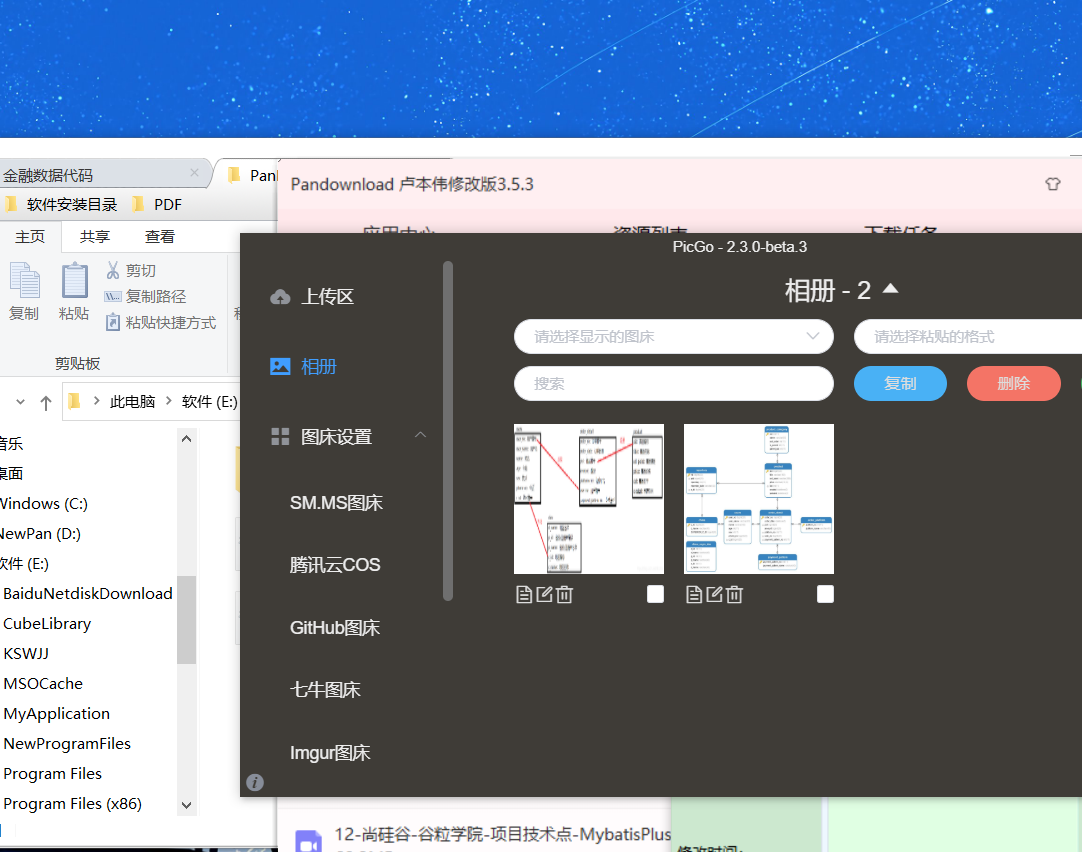 金融数据代码
Pan
软件安装目录
PDF
主页
共享
查看
复制
粘贴
剪切
复制路径
粘贴快捷方式
剪贴板
此电脑
软件 (E:)
音乐
桌面
Windows (C:)
NewPan (D:)
软件 (E:)
BaiduNetdiskDownload
CubeLibrary
KSWJJ
MSOCache
MyApplication
NewProgramFiles
Program Files
Program Files (x86)
Pandownload 卢本伟修改版3.5.3
应用中心
资源列表
下载任务
PicGo - 2.3.0-beta.3
上传区
相册
图床设置
SM.MS图床
腾讯云COS
GitHub图床
七牛图床
Imgur图床
相册 - 2
请选择显示的图床
请选择粘贴的格式
搜索
复制
删除
12-尚硅谷-谷粒学院-项目技术点-MybatisPlus
修改时间: